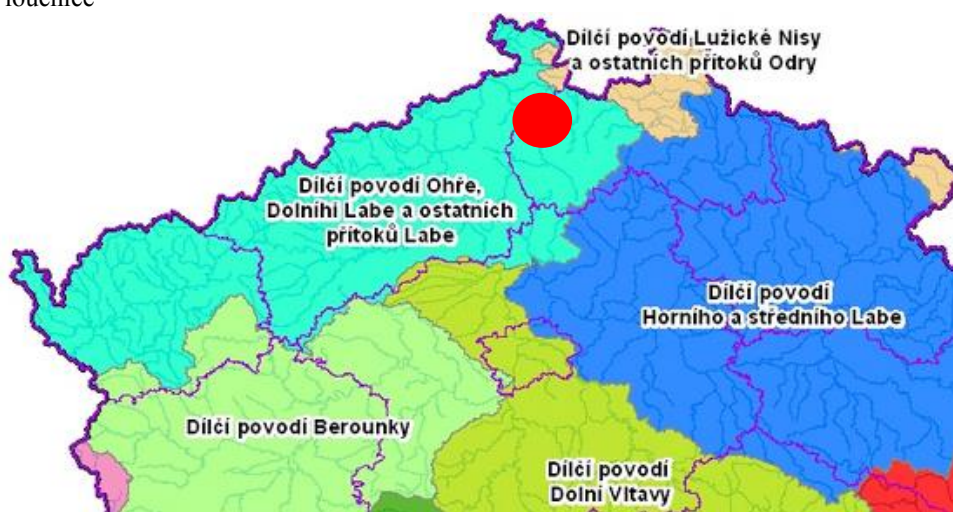 Dílčí povodí Lužické Nisy
a ostatních přítoků Odry
Dílčí povodí Ohře,
Dolního Labe a ostatních
přítoků Labe
Dílčí povodí
Horního a středního Labe
Dílčí povodí Berounky
Dílčí povodí
Dolní Vltavy